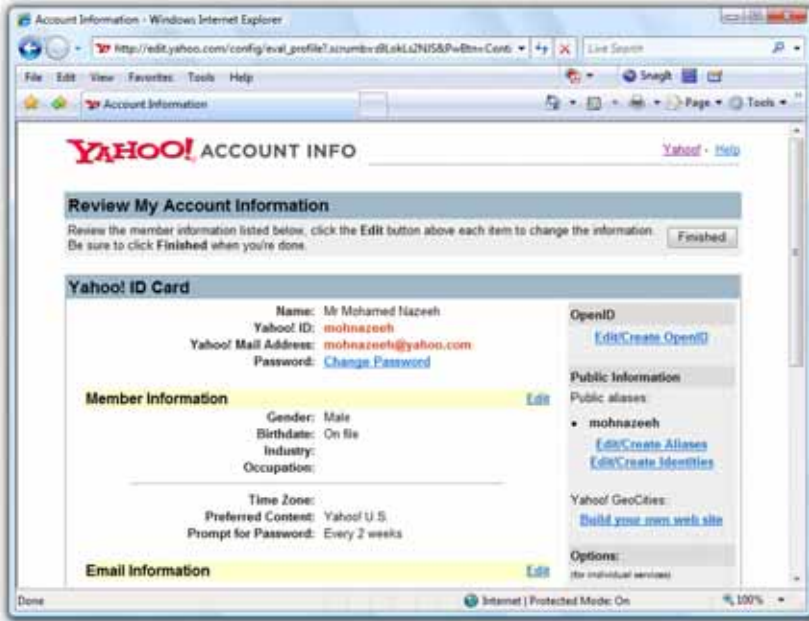 Account Information - Windows Internet Explorer
Live Search
File Edit View Favorites Tools Help
SnagIt
Account Information
Page Tools
YAHOO! ACCOUNT INFO
Yahoo! - Help
Review My Account Information
Review the member information listed below, click the Edit button above each item to change the information.
Be sure to click Finished when you're done.
Finished
Yahoo! ID Card
Name: Mr Mohamed Nazeeh
Yahoo! ID: mohnazeeh
Yahoo! Mail Address: mohnazeeh@yahoo.com
Password: Change Password
Member Information Edit
Gender: Male
Birthdate: On file
Industry:
Occupation:
Time Zone:
Preferred Content: Yahoo! U.S.
Prompt for Password: Every 2 weeks
Email Information Edit
OpenID
Edit/Create OpenID
Public Information
Public aliases:
• mohnazeeh
Edit/Create Aliases
Edit/Create Identities
Yahoo! GeoCities:
Build your own web site
Options:
(for individual services)
Done
Internet | Protected Mode: On
100%